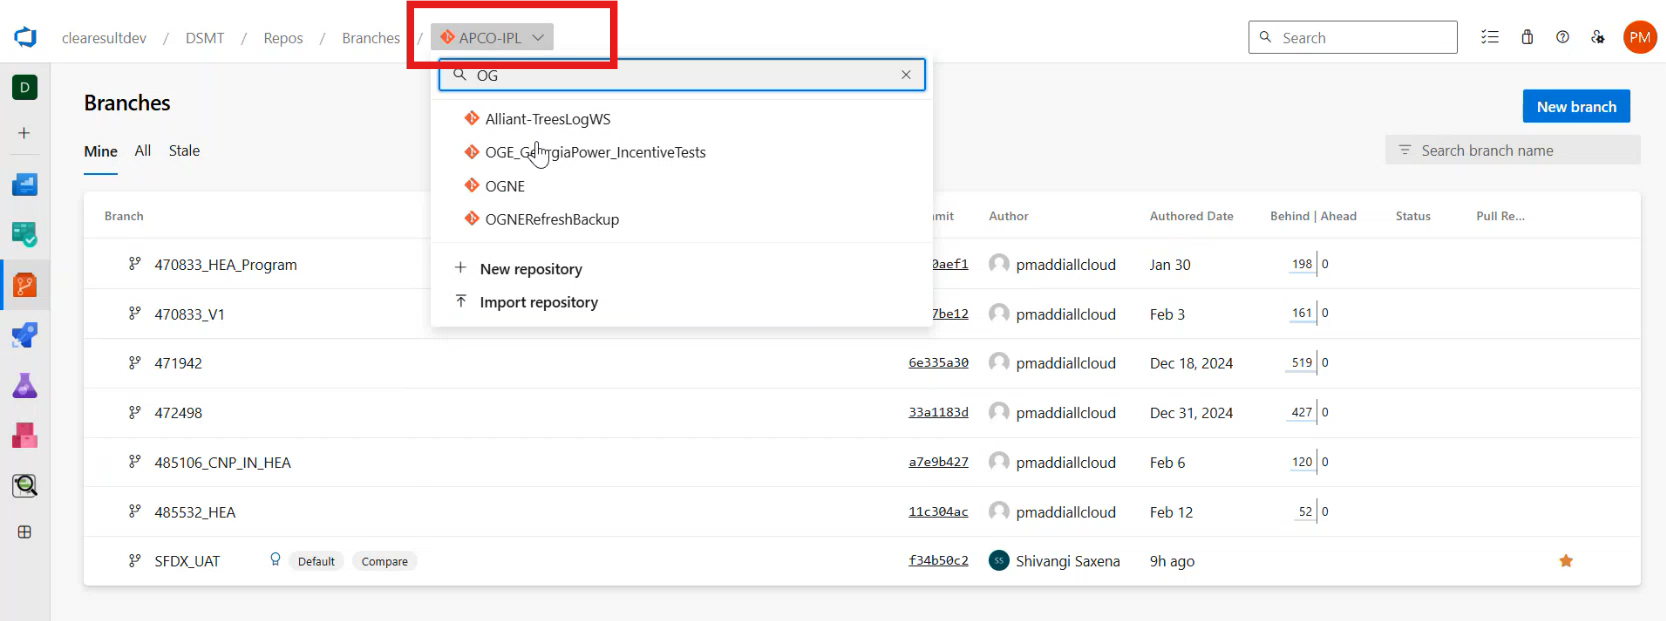 clearesultdev / DSMT / Repos / Branches / APCO-IPL
Search
PM
D
OG
Branches
New branch
Mine All Stale
Search branch name
Alliant-TreesLogWS
OGE_Ge rgiaPower_IncentiveTests
OGNE
OGNERefreshBackup
New repository
Import repository
Branch mit Author Authored Date Behind | Ahead Status Pull Re...
470833_HEA_Program 0aef1 pmaddiallcloud Jan 30 198 0
470833_V1 7be12 pmaddiallcloud Feb 3 161 0
471942 6e335a30 pmaddiallcloud Dec 18, 2024 519 0
472498 33a1183d pmaddiallcloud Dec 31, 2024 427 0
485106_CNP_IN_HEA a7e9b427 pmaddiallcloud Feb 6 120 0
485532_HEA 11c304ac pmaddiallcloud Feb 12 52 0
SFDX_UAT Default Compare f34b50c2 SS Shivangi Saxena 9h ago